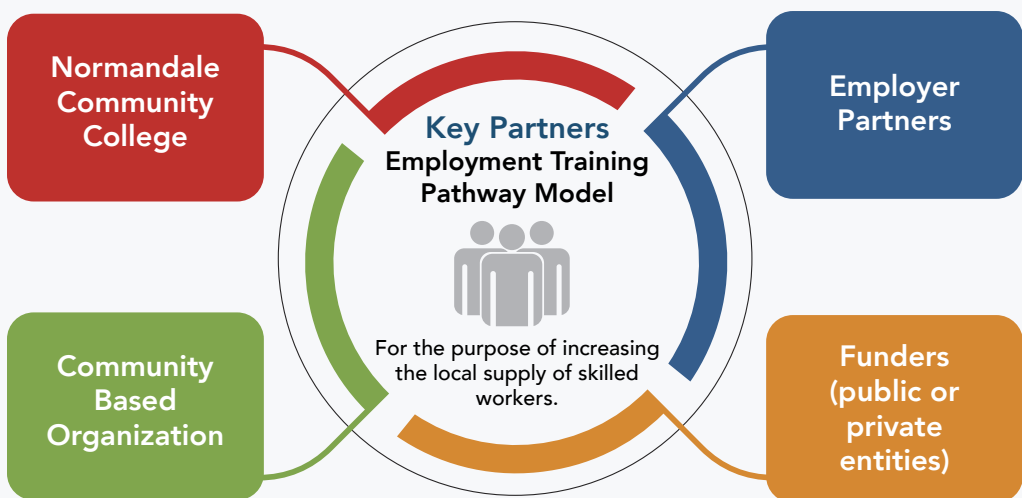 Normandale
Community
College
Employer
Partners
Key Partners
Employment Training
Pathway Model
For the purpose of increasing
the local supply of skilled
workers.
Community
Based
Organization
Funders
(public or
private
entities)